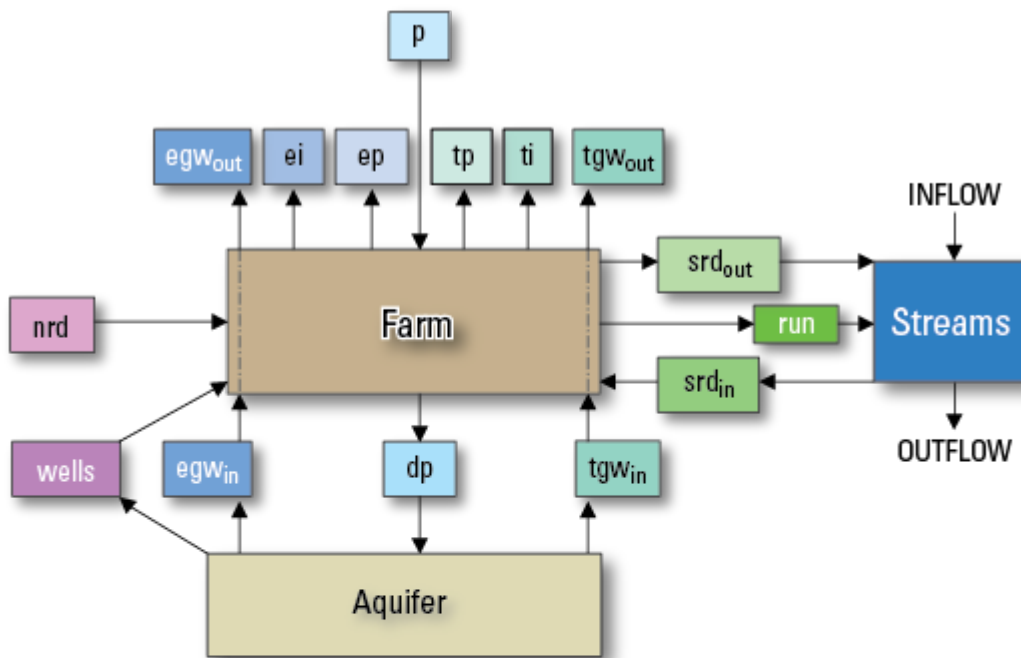 p
egwout
ei
ep
tp
ti
tgwout
INFLOW
srdout
nrd
Farm
run
Streams
srdin
wells
egwin
dp
tgwin
OUTFLOW
Aquifer